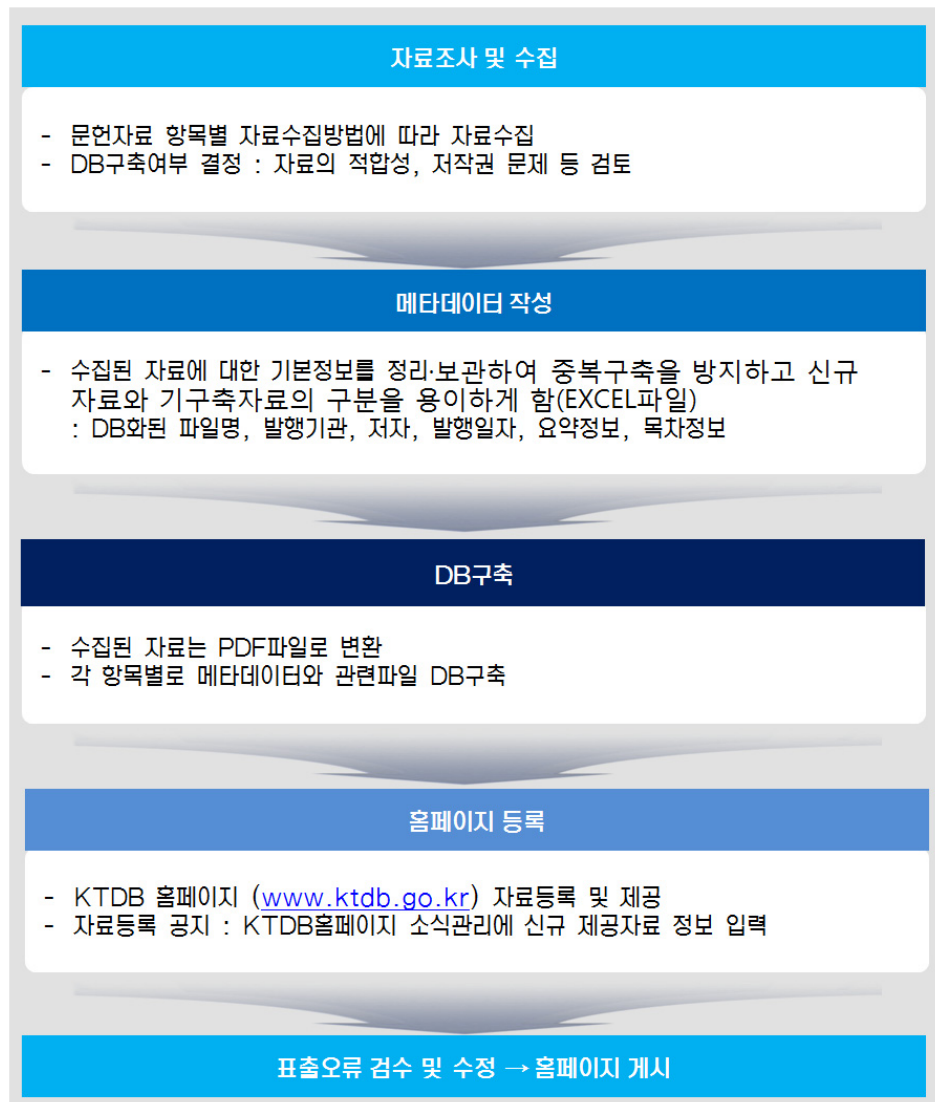 자료조사 및 수집
- 문헌자료 항목별 자료수집방법에 따라 자료수집
- DB구축여부 결정 : 자료의 적합성, 저작권 문제 등 검토
메타데이터 작성
- 수집된 자료에 대한 기본정보를 정리·보관하여 중복구축을 방지하고 신규
자료와 기구축자료의 구분을 용이하게 함(EXCEL파일)
: DB화된 파일명, 발행기관, 저자, 발행일자, 요약정보, 목차정보
DB구축
- 수집된 자료는 PDF파일로 변환
- 각 항목별로 메타데이터와 관련파일 DB구축
홈페이지 등록
- KTDB 홈페이지 (www.ktdb.go.kr) 자료등록 및 제공
- 자료등록 공지 : KTDB홈페이지 소식관리에 신규 제공자료 정보 입력
표출오류 검수 및 수정 → 홈페이지 게시